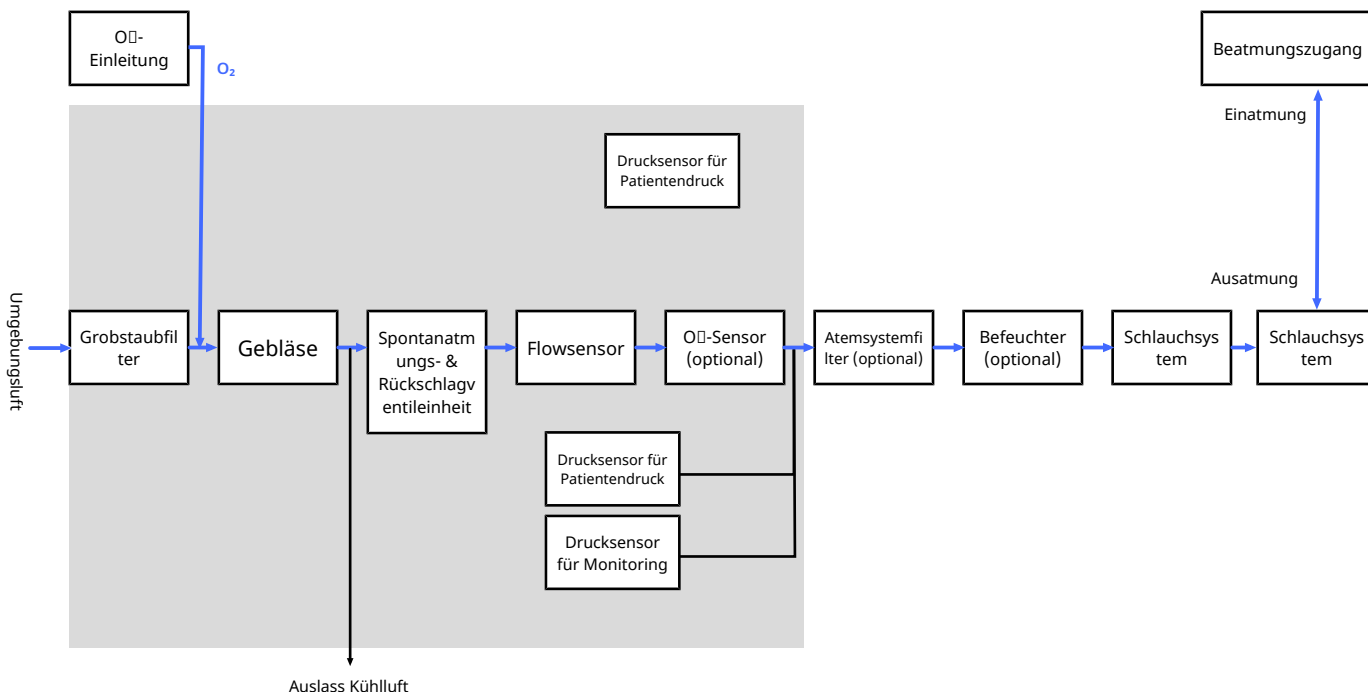 O▯-
Einleitung
O₂
Beatmungszugang
Einatmung
Drucksensor für
Patientendruck
Ausatmung
Umgebungsluft
Grobstaubfil
ter
Gebläse
Spontanatm
ungs- &
Rückschlagv
entileinheit
Flowsensor
O▯-Sensor
(optional)
Atemsystemfi
lter (optional)
Befeuchter
(optional)
Schlauchsys
tem
Schlauchsys
tem
Drucksensor für
Patientendruck
Drucksensor
für Monitoring
Auslass Kühlluft